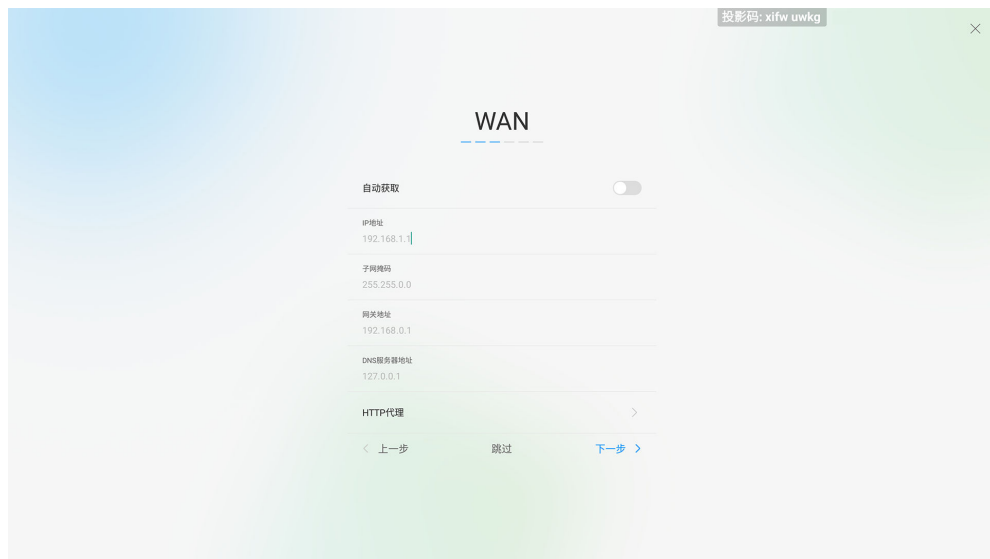 投影码: xifw uwkg
WAN
自动获取
IP地址
192.168.1.1
子网掩码
255.255.0.0
网关地址
192.168.0.1
DNS服务器地址
127.0.0.1
HTTP代理
上一步 跳过 下一步